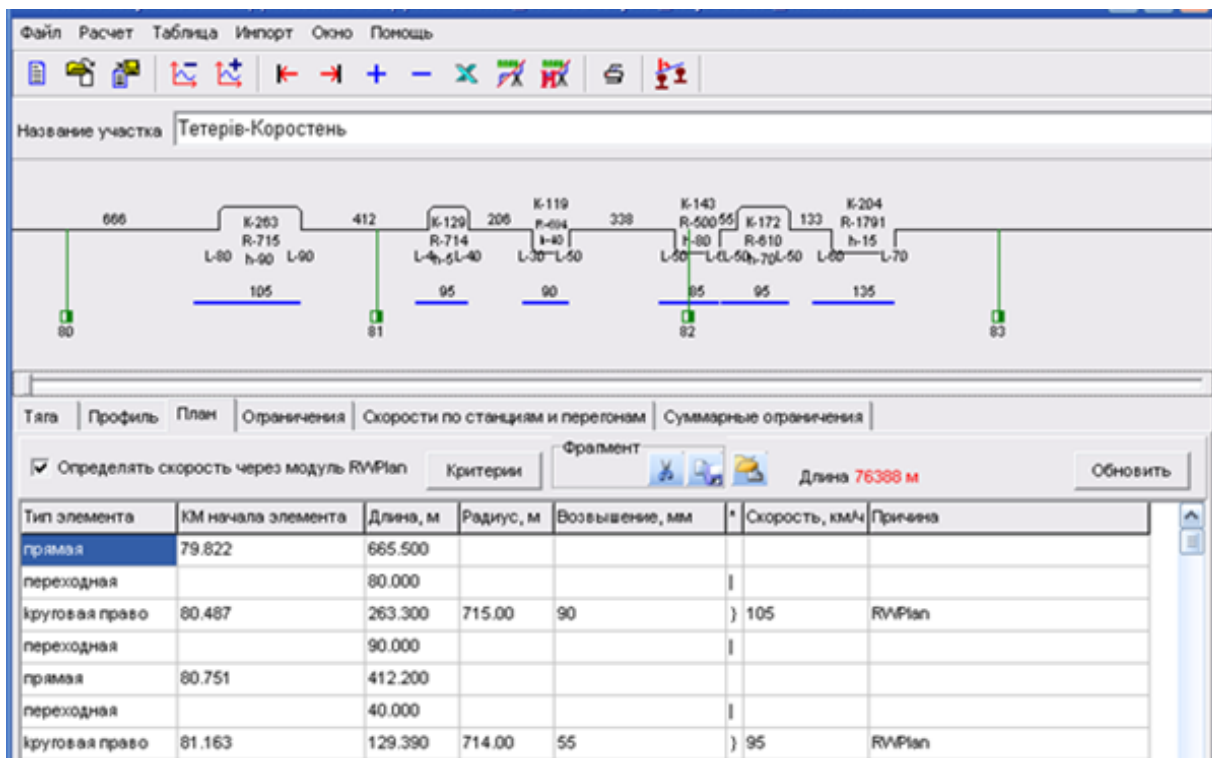 Файл Расчет Таблица Импорт Окно Помощь
Название участка Тетерів-Коростень
666 K-263 412 K-129 206 K-119 338 K-143 55 K-172 133 K-204
R-715 R-714 R-500 R-610 R-1791
L-80 h-90 L-90 L-40 h-40 L-50 h-80 h-70 L-50 h-15 L-70
105 95 90 85 95 135
80 81 82 83
Тяга Профиль План Ограничения Скорости по станциям и перегонам Суммарные ограничения
Определять скорость через модуль RWPlan Критерии Фрагмент Длина 76388 м Обновить
Тип элемента КМ начала элемента Длина, м Радиус, м Возвышение, мм * Скорость, км/ч Причина
прямая 79.822 665.500
переходная 80.000 |
круговая право 80.487 263.300 715.00 90 } 105 RWPlan
переходная 90.000 |
прямая 80.751 412.200
переходная 40.000 |
круговая право 81.163 129.390 714.00 55 } 95 RWPlan